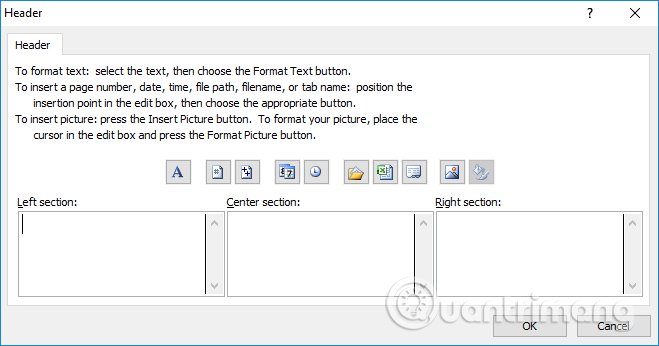 Header
Header
To format text: select the text, then choose the Format Text button.
To insert a page number, date, time, file path, filename, or tab name: position the
insertion point in the edit box, then choose the appropriate button.
To insert picture: press the Insert Picture button. To format your picture, place the
cursor in the edit box and press the Format Picture button.
A
Left section:
Center section:
Right section:
Quantrimang
OK
Cancel